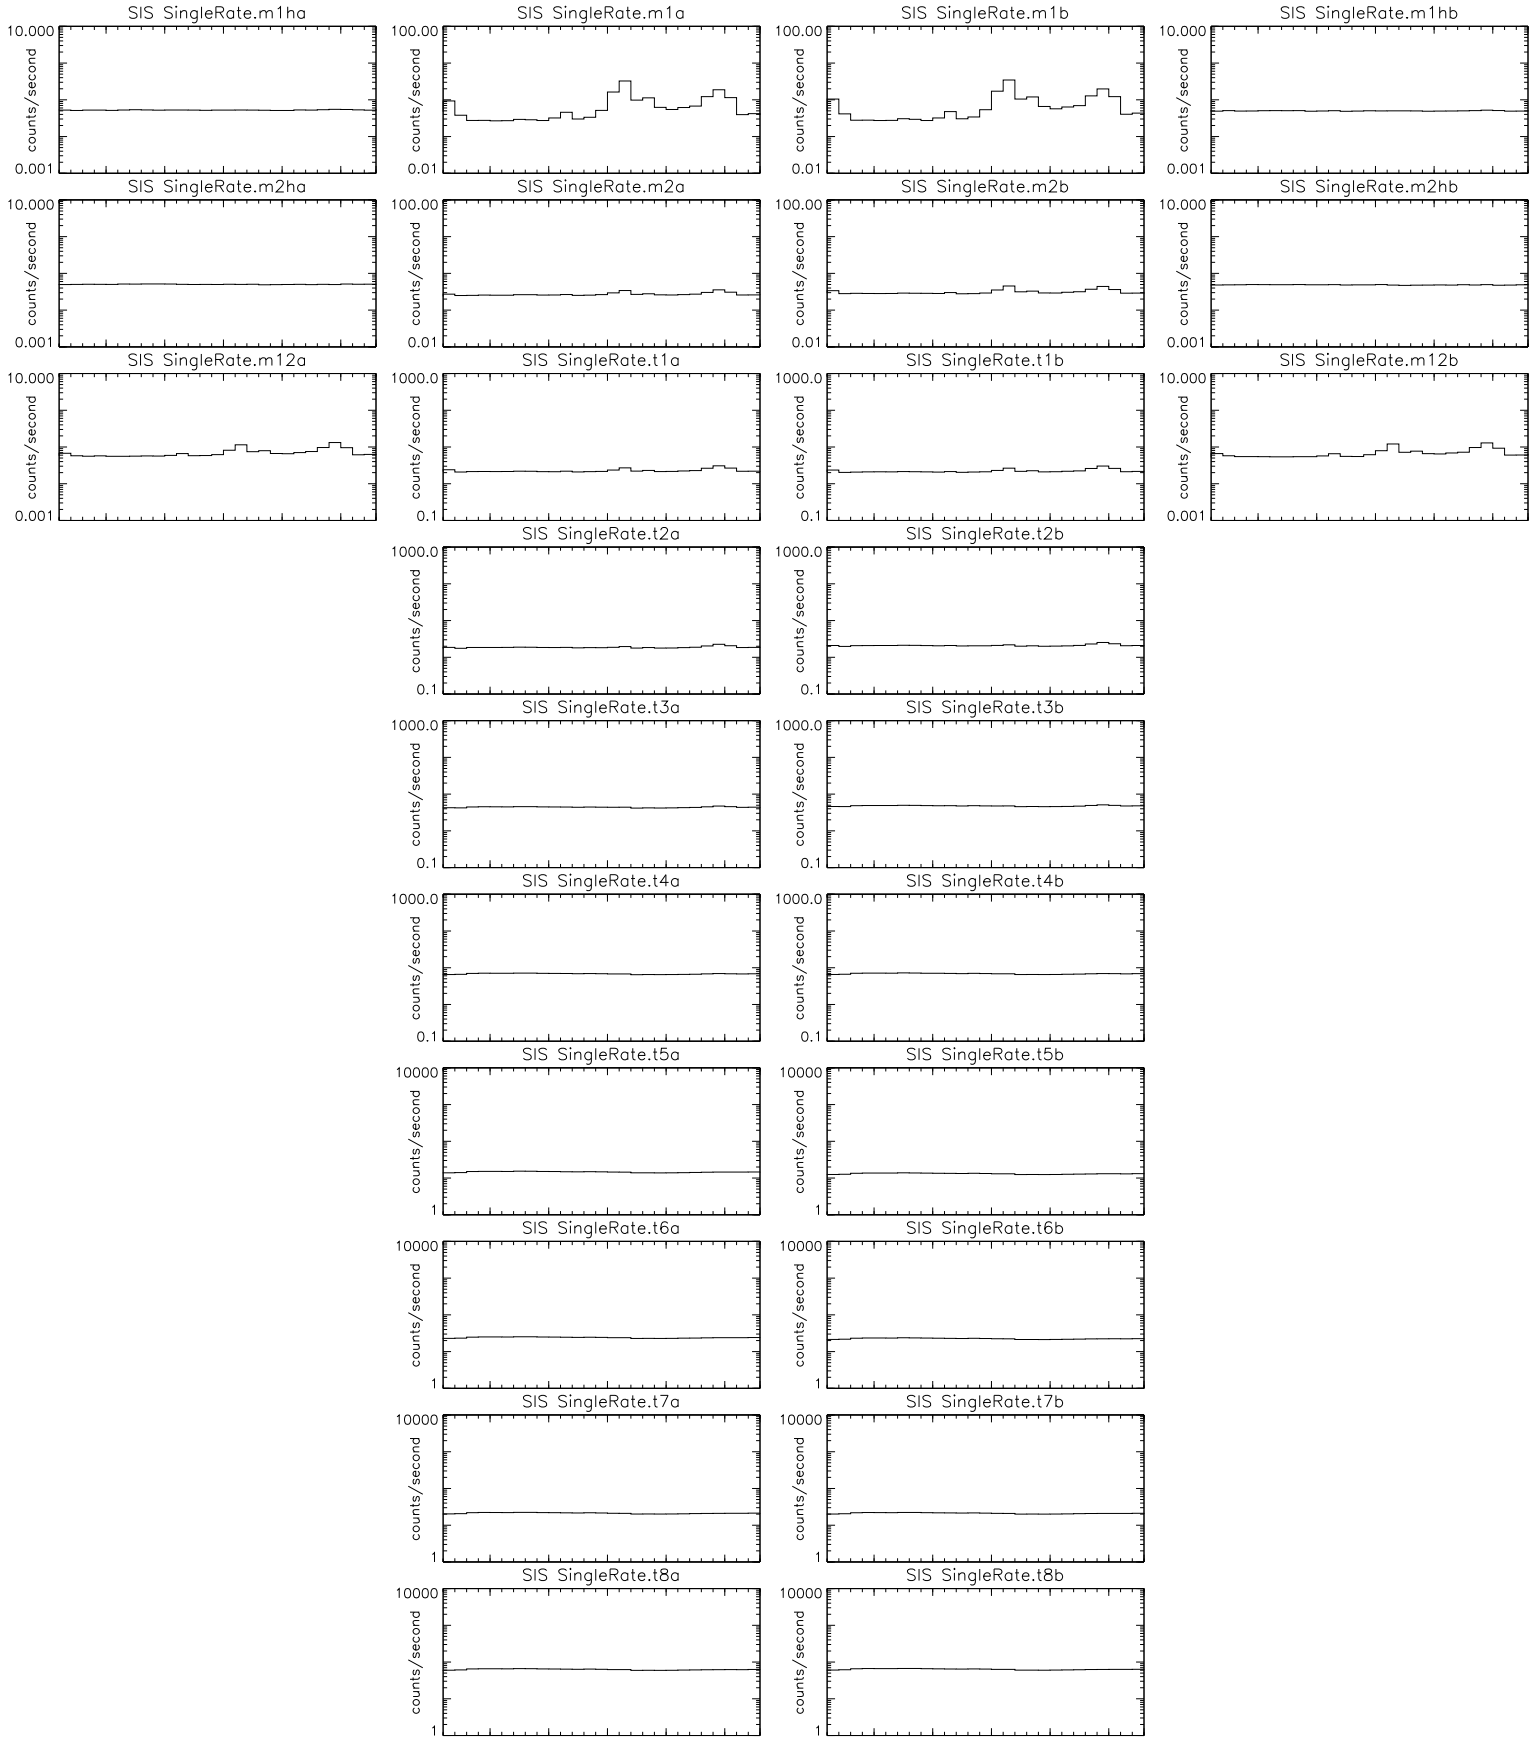 SIS SingleRate.m1ha
10.000
counts/second
0.001
SIS SingleRate.m1a
100.00
counts/second
0.01
SIS SingleRate.m1b
100.00
counts/second
0.01
SIS SingleRate.m1hb
10.000
counts/second
0.001
SIS SingleRate.m2ha
10.000
counts/second
0.001
SIS SingleRate.m2a
100.00
counts/second
0.01
SIS SingleRate.m2b
100.00
counts/second
0.01
SIS SingleRate.m2hb
10.000
counts/second
0.001
SIS SingleRate.m12a
10.000
counts/second
0.001
SIS SingleRate.t1a
1000.0
counts/second
0.1
SIS SingleRate.t1b
1000.0
counts/second
0.1
SIS SingleRate.m12b
10.000
counts/second
0.001
SIS SingleRate.t2a
1000.0
counts/second
0.1
SIS SingleRate.t2b
1000.0
counts/second
0.1
SIS SingleRate.t3a
1000.0
counts/second
0.1
SIS SingleRate.t3b
1000.0
counts/second
0.1
SIS SingleRate.t4a
1000.0
counts/second
0.1
SIS SingleRate.t4b
1000.0
counts/second
0.1
SIS SingleRate.t5a
10000
counts/second
1
SIS SingleRate.t5b
10000
counts/second
1
SIS SingleRate.t6a
10000
counts/second
1
SIS SingleRate.t6b
10000
counts/second
1
SIS SingleRate.t7a
10000
counts/second
1
SIS SingleRate.t7b
10000
counts/second
1
SIS SingleRate.t8a
10000
counts/second
1
SIS SingleRate.t8b
10000
counts/second
1